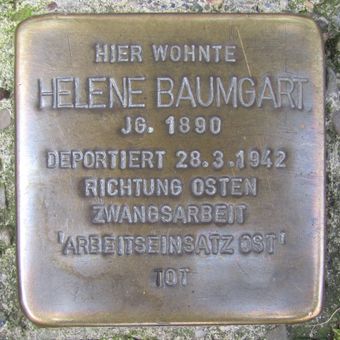 HIER WOHNTE
HELENE BAUMGART
JG. 1890
DEPORTIERT 28.3.1942
RICHTUNG OSTEN
ZWANGSARBEIT
'ARBEITSEINSATZ OST'
TOT